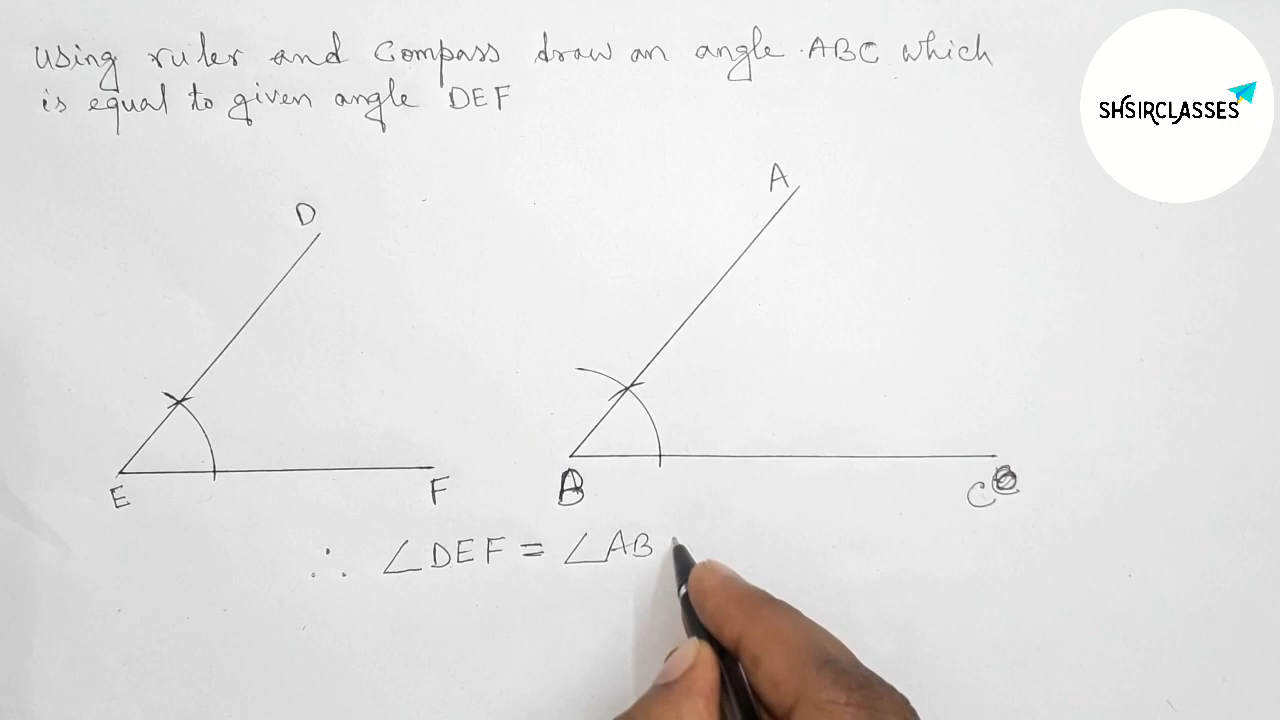 using ruler and Compass draw an angle ABC which
is equal to given angle DEF
SHSIRCLASSES
A
D
E
F
B
C
∴ ∠DEF = ∠AB